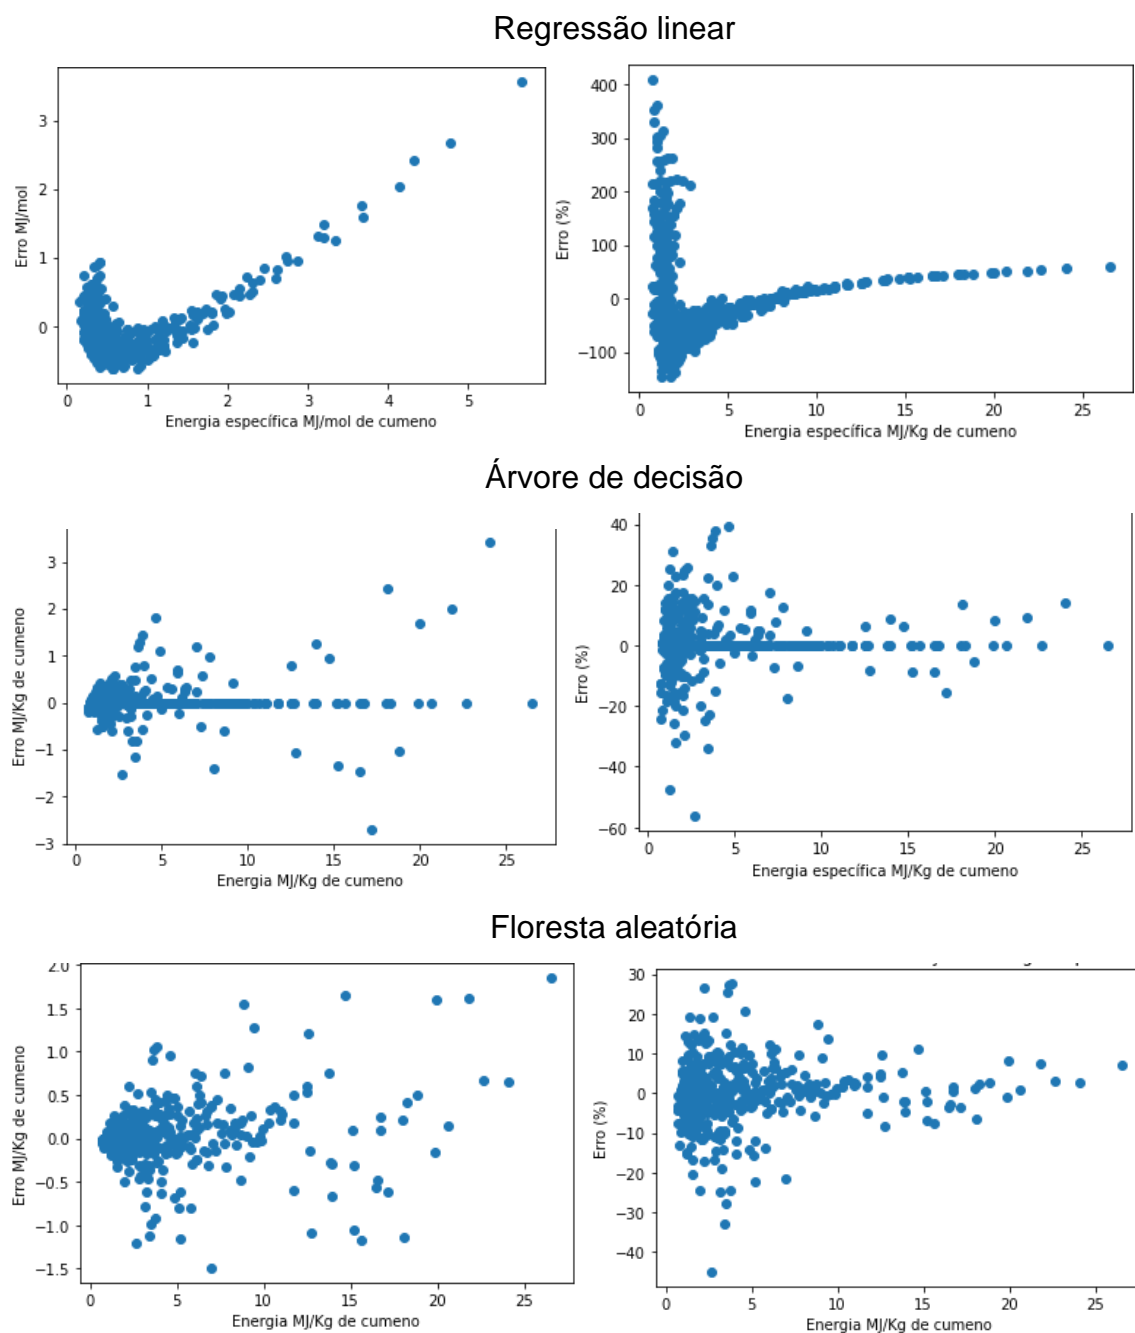 Regressão linear
3
2
1
0
Erro MJ/mol
0 1 2 3 4 5
Energia específica MJ/mol de cumeno
400
300
200
100
0
−100
Erro (%)
0 5 10 15 20 25
Energia específica MJ/Kg de cumeno
Árvore de decisão
3
2
1
0
−1
−2
−3
Erro MJ/Kg de cumeno
0 5 10 15 20 25
Energia MJ/Kg de cumeno
40
20
0
−20
−40
−60
Erro (%)
0 5 10 15 20 25
Energia específica MJ/Kg de cumeno
Floresta aleatória
2.0
1.5
1.0
0.5
0.0
−0.5
−1.0
−1.5
Erro MJ/Kg de cumeno
0 5 10 15 20 25
Energia MJ/Kg de cumeno
30
20
10
0
−10
−20
−30
−40
Erro (%)
0 5 10 15 20 25
Energia MJ/Kg de cumeno